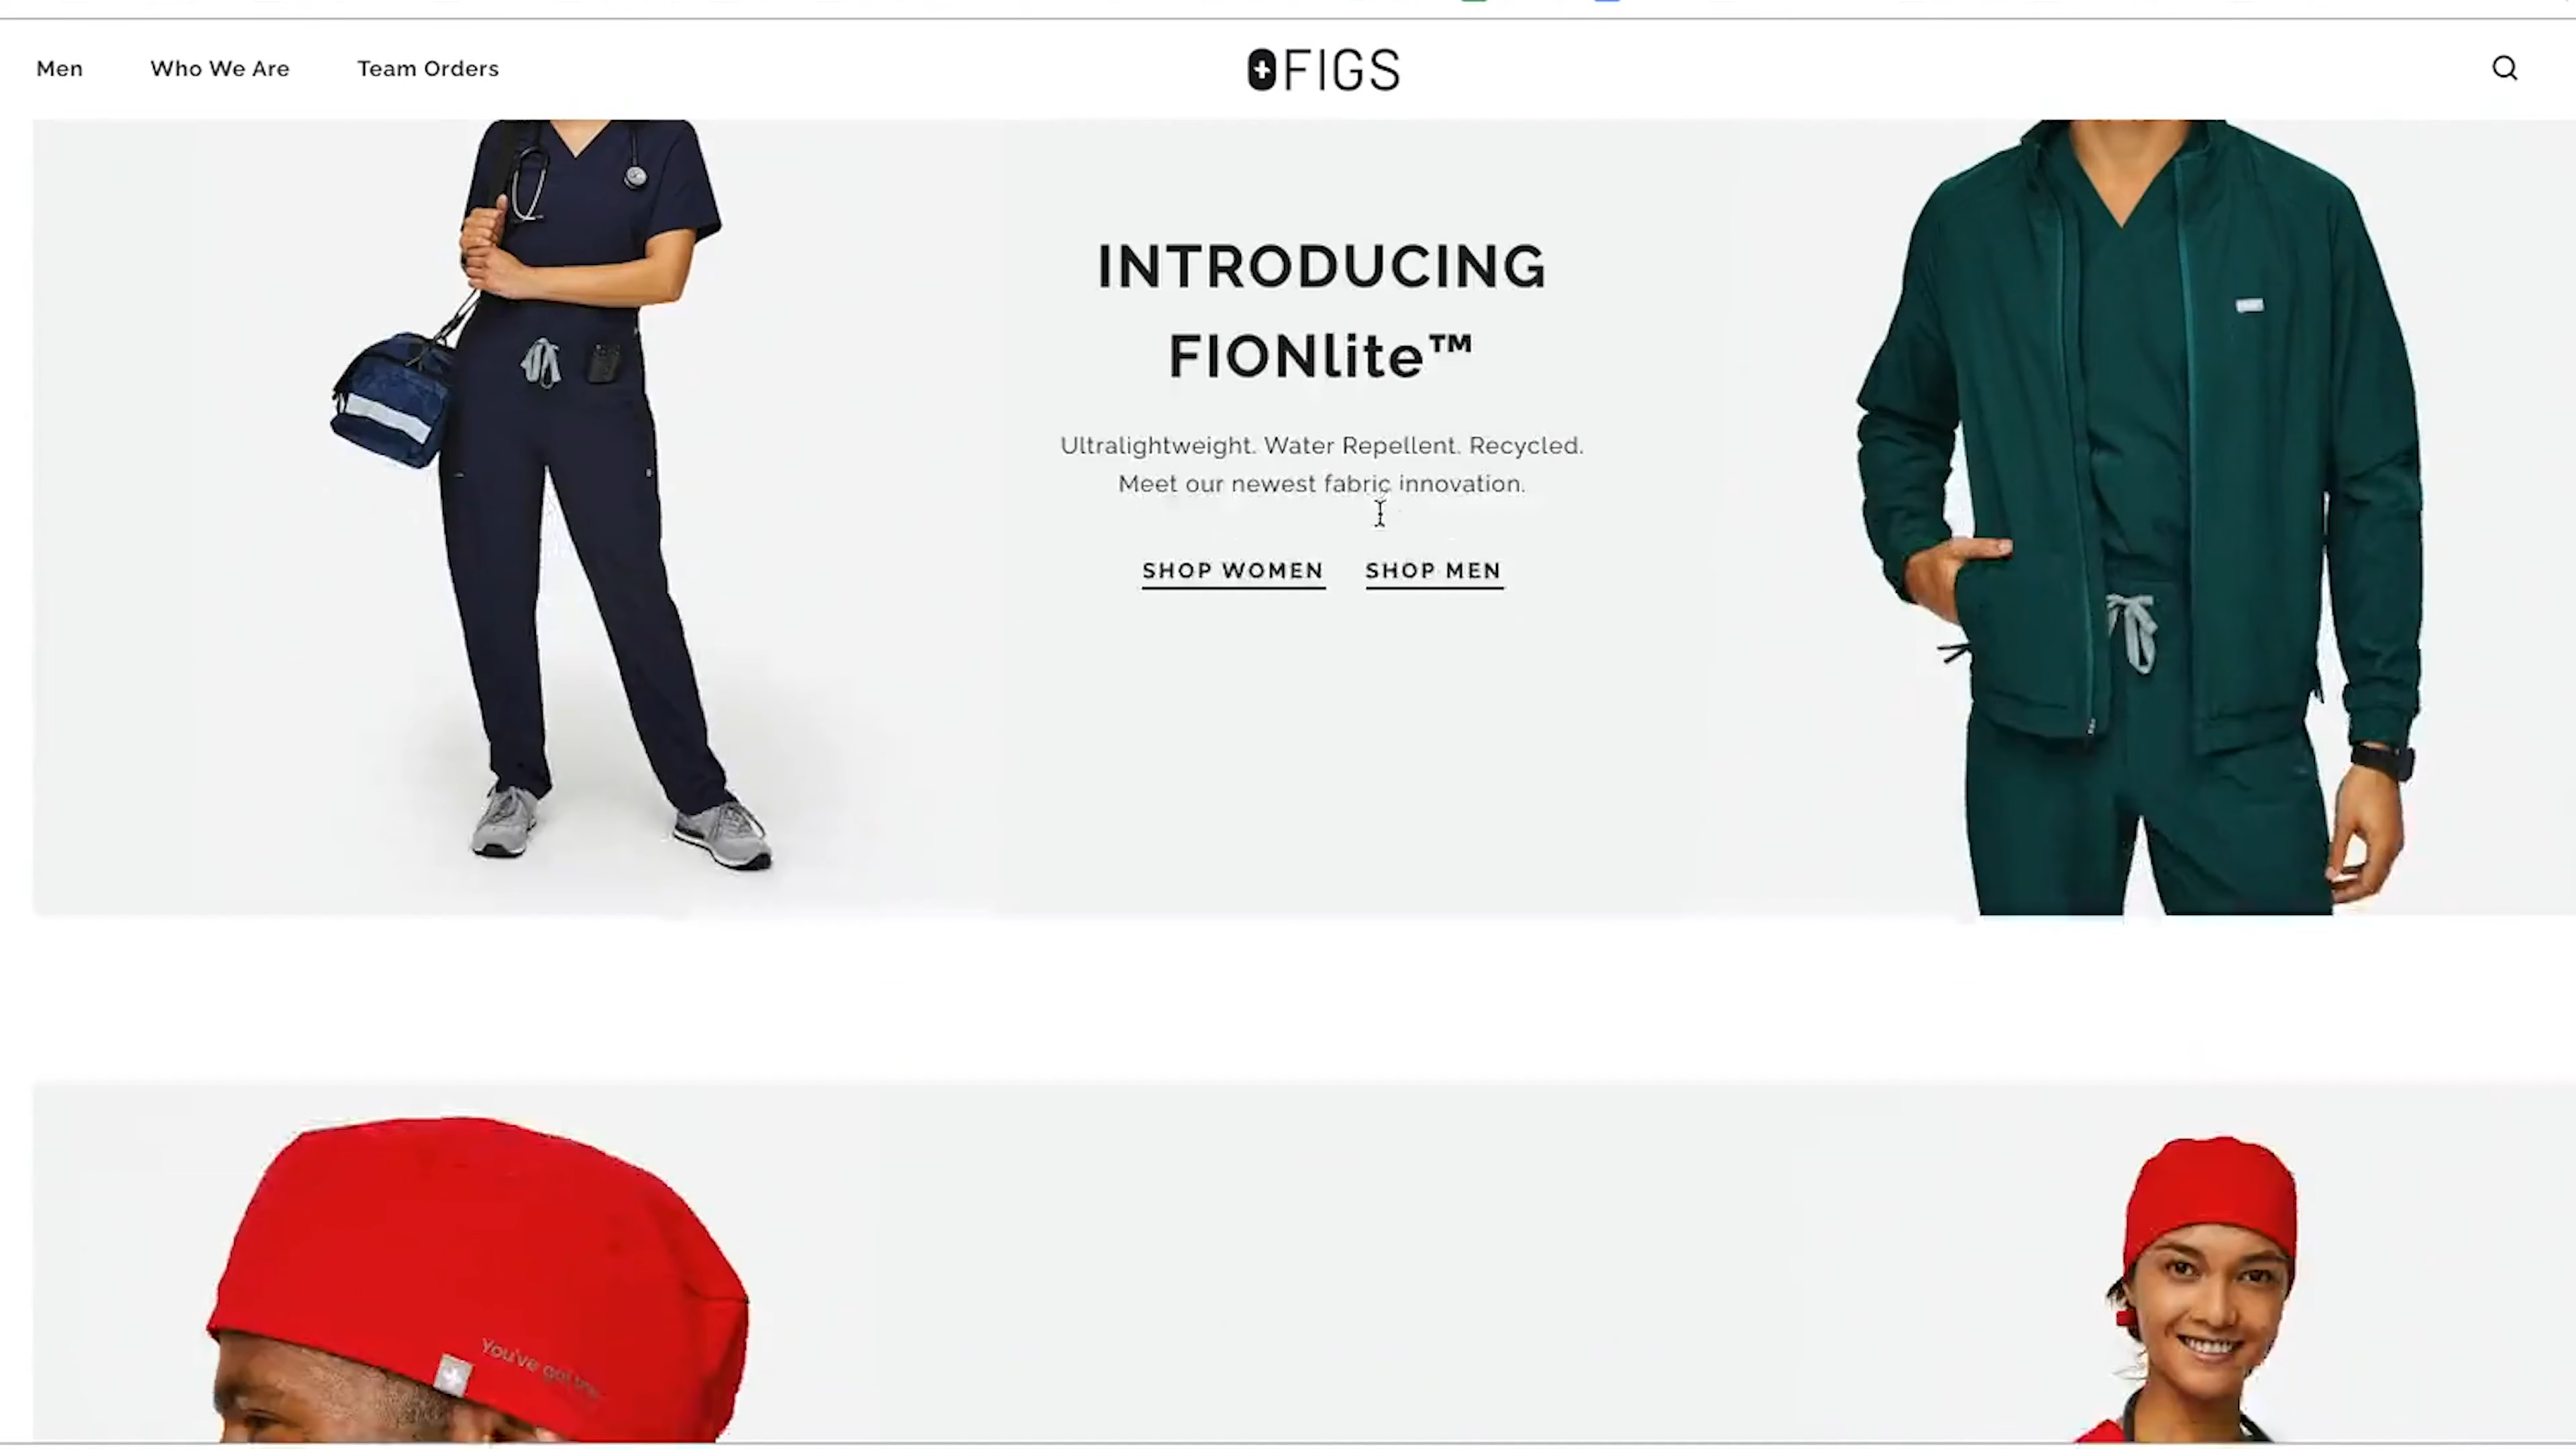 Men
Who We Are
Team Orders
FIGS
INTRODUCING
FIONlite™
Ultralightweight. Water Repellent. Recycled.
Meet our newest fabric innovation.
SHOP WOMEN
SHOP MEN
You've got